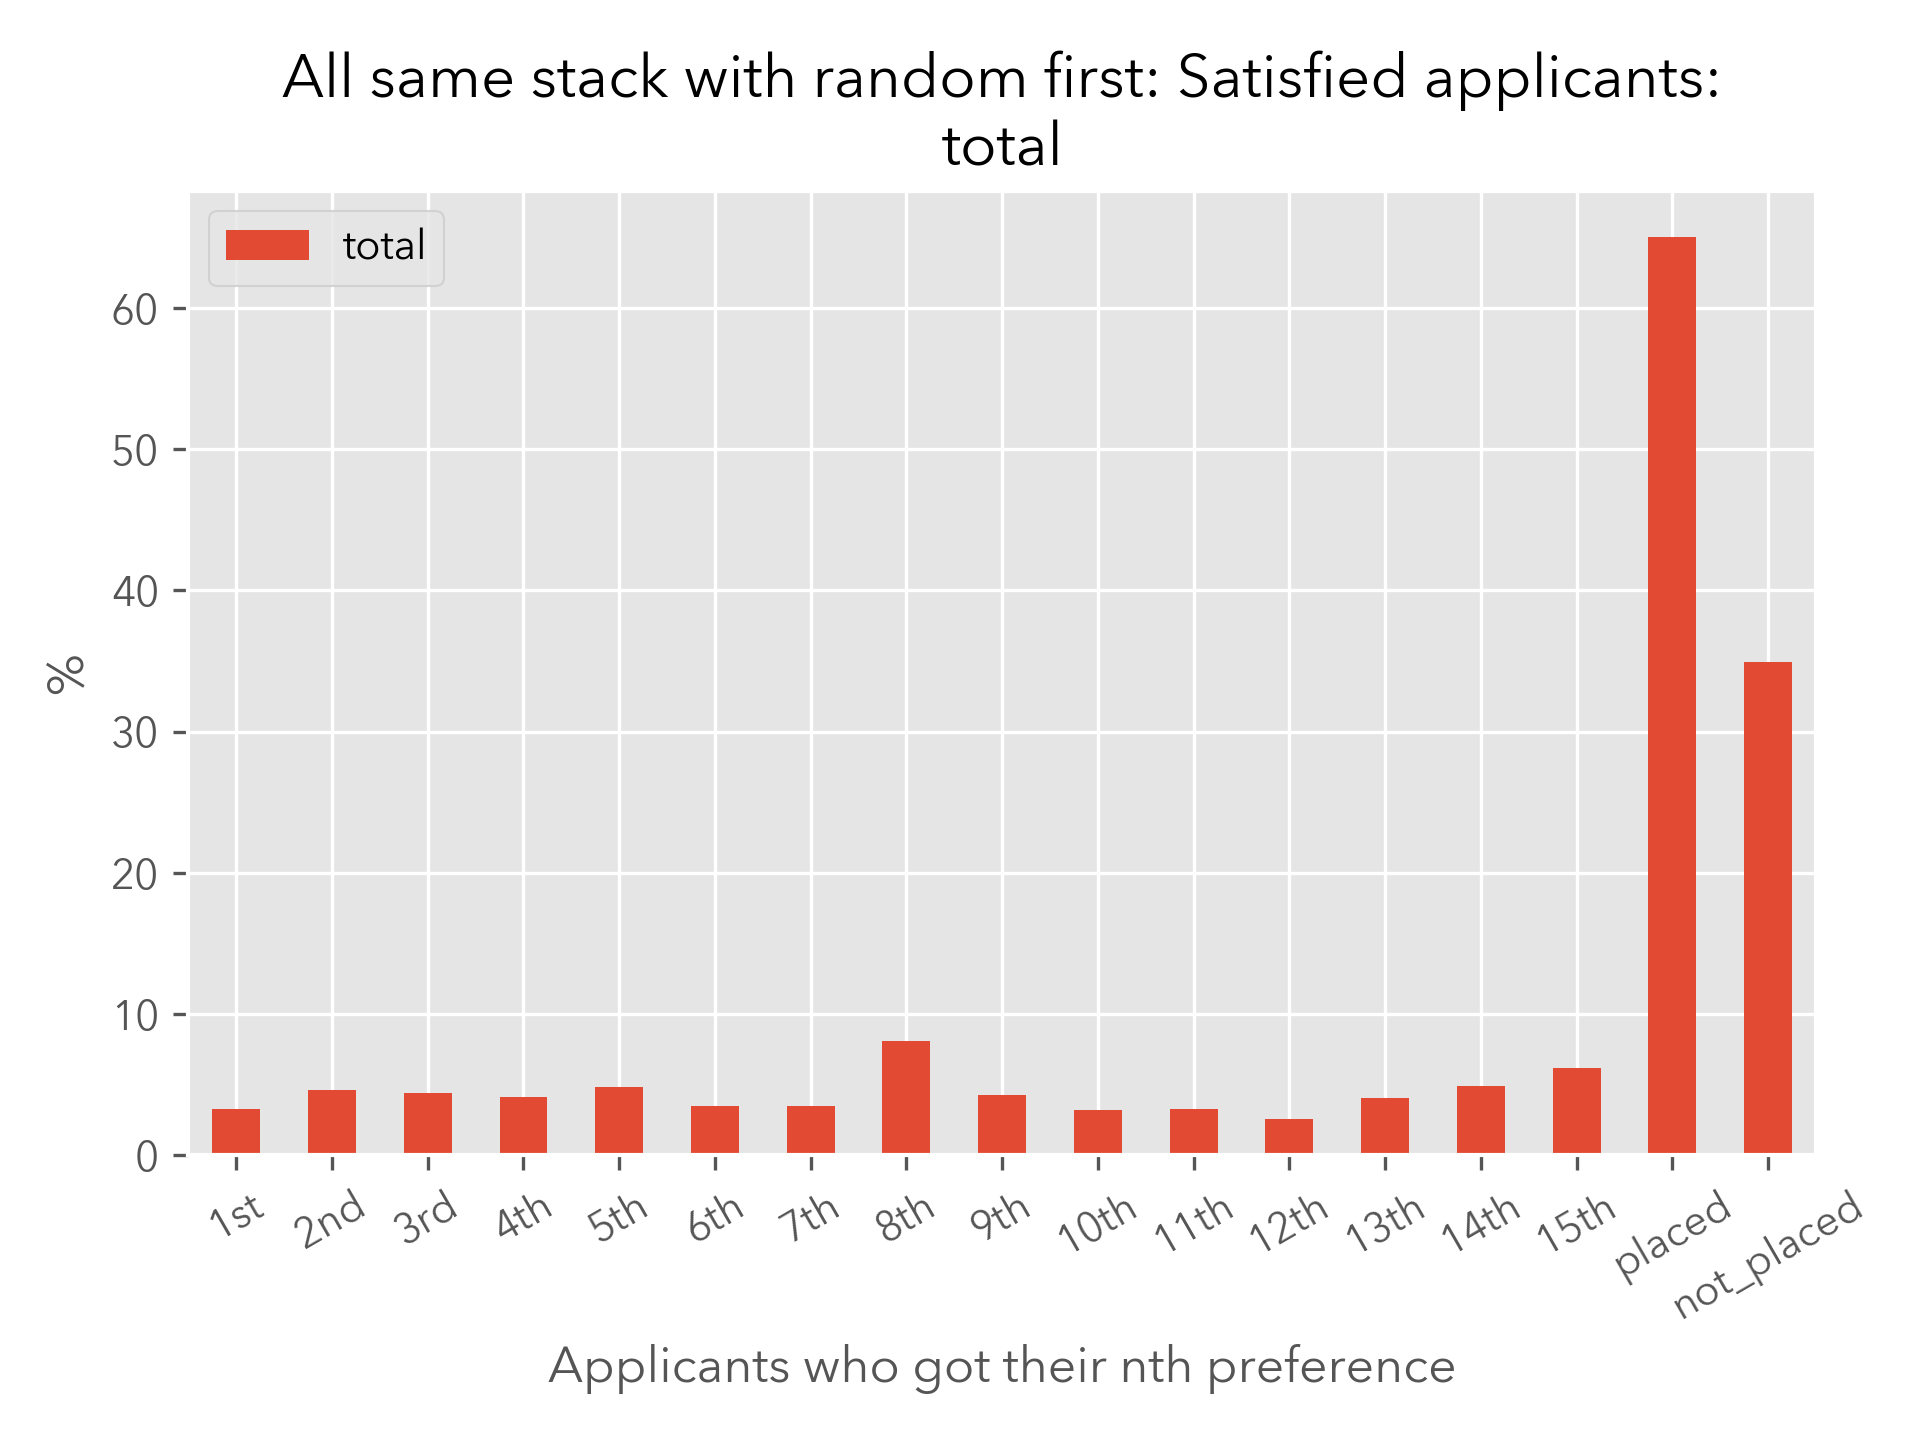 All same stack with random first: Satisfied applicants:
total
total
60
50
40
30
20
10
0
%
1st
2nd
3rd
4th
5th
6th
7th
8th
9th
10th
11th
12th
13th
14th
15th
placed
not_placed
Applicants who got their nth preference